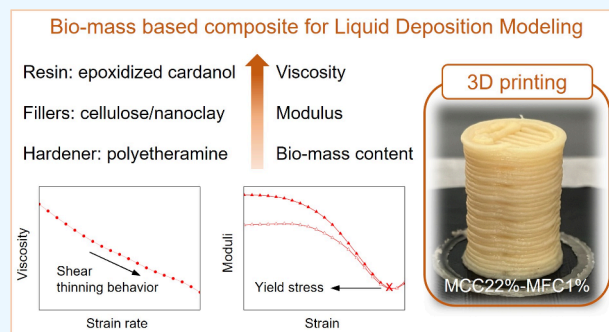 Bio-mass based composite for Liquid Deposition Modeling
Resin: epoxidized cardanol
Fillers: cellulose/nanoclay
Hardener: polyetheramine
Viscosity
Modulus
Bio-mass content
Viscosity
Shear
thinning behavior
Strain rate
Moduli
Yield stress
Strain
3D printing
MCC22%-MFC1%